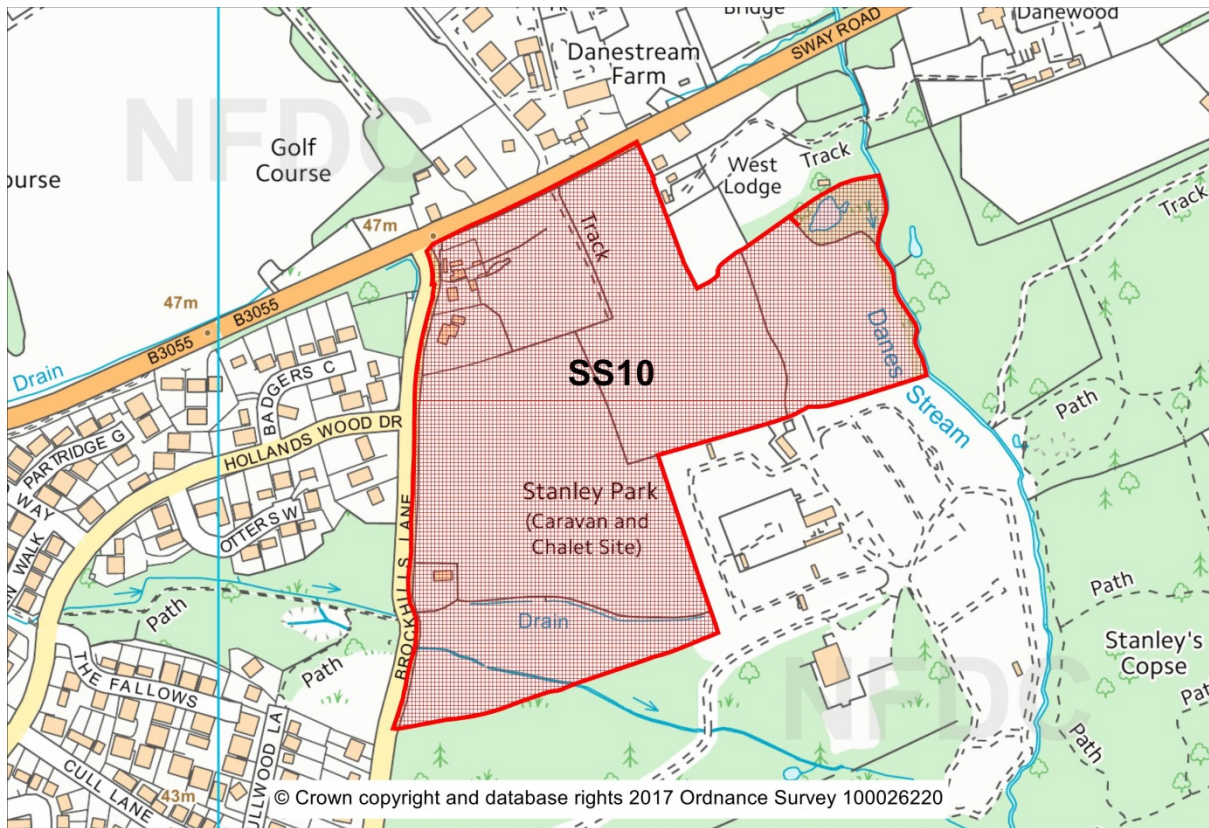 Bridge
Danewood
SWAY ROAD
Danestream
Farm
Golf
Course
ourse
West
Lodge
Track
Track
Track
47m
47m
B3055
B3055
Drain
BADGERS C
PARTRIDGE G
HOLLANDS WOOD DR
OTTERS W
WAY
WALK
BROCKHILLS LANE
SS10
Danes
Stream
Stanley Park
(Caravan and
Chalet Site)
Drain
Path
Path
Path
Path
Path
Stanley's
Copse
THE FALLOWS
CULL LANE
43m
NFDC
NFDC
© Crown copyright and database rights 2017 Ordnance Survey 100026220